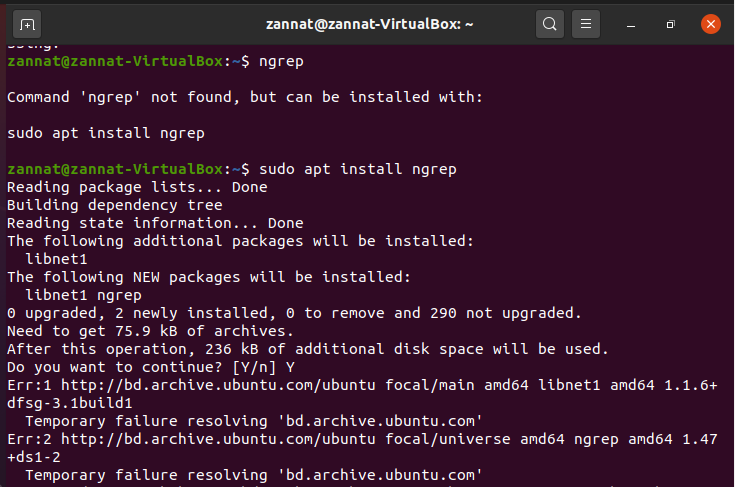 zannat@zannat-VirtualBox: ~
zannat@zannat-VirtualBox:~$ ngrep
Command 'ngrep' not found, but can be installed with:
sudo apt install ngrep
zannat@zannat-VirtualBox:~$ sudo apt install ngrep
Reading package lists... Done
Building dependency tree
Reading state information... Done
The following additional packages will be installed:
  libnet1
The following NEW packages will be installed:
  libnet1 ngrep
0 upgraded, 2 newly installed, 0 to remove and 290 not upgraded.
Need to get 75.9 kB of archives.
After this operation, 236 kB of additional disk space will be used.
Do you want to continue? [Y/n] Y
Err:1 http://bd.archive.ubuntu.com/ubuntu focal/main amd64 libnet1 amd64 1.1.6+
dfsg-3.1build1
  Temporary failure resolving 'bd.archive.ubuntu.com'
Err:2 http://bd.archive.ubuntu.com/ubuntu focal/universe amd64 ngrep amd64 1.47
+ds1-2
  Temporary failure resolving 'bd.archive.ubuntu.com'